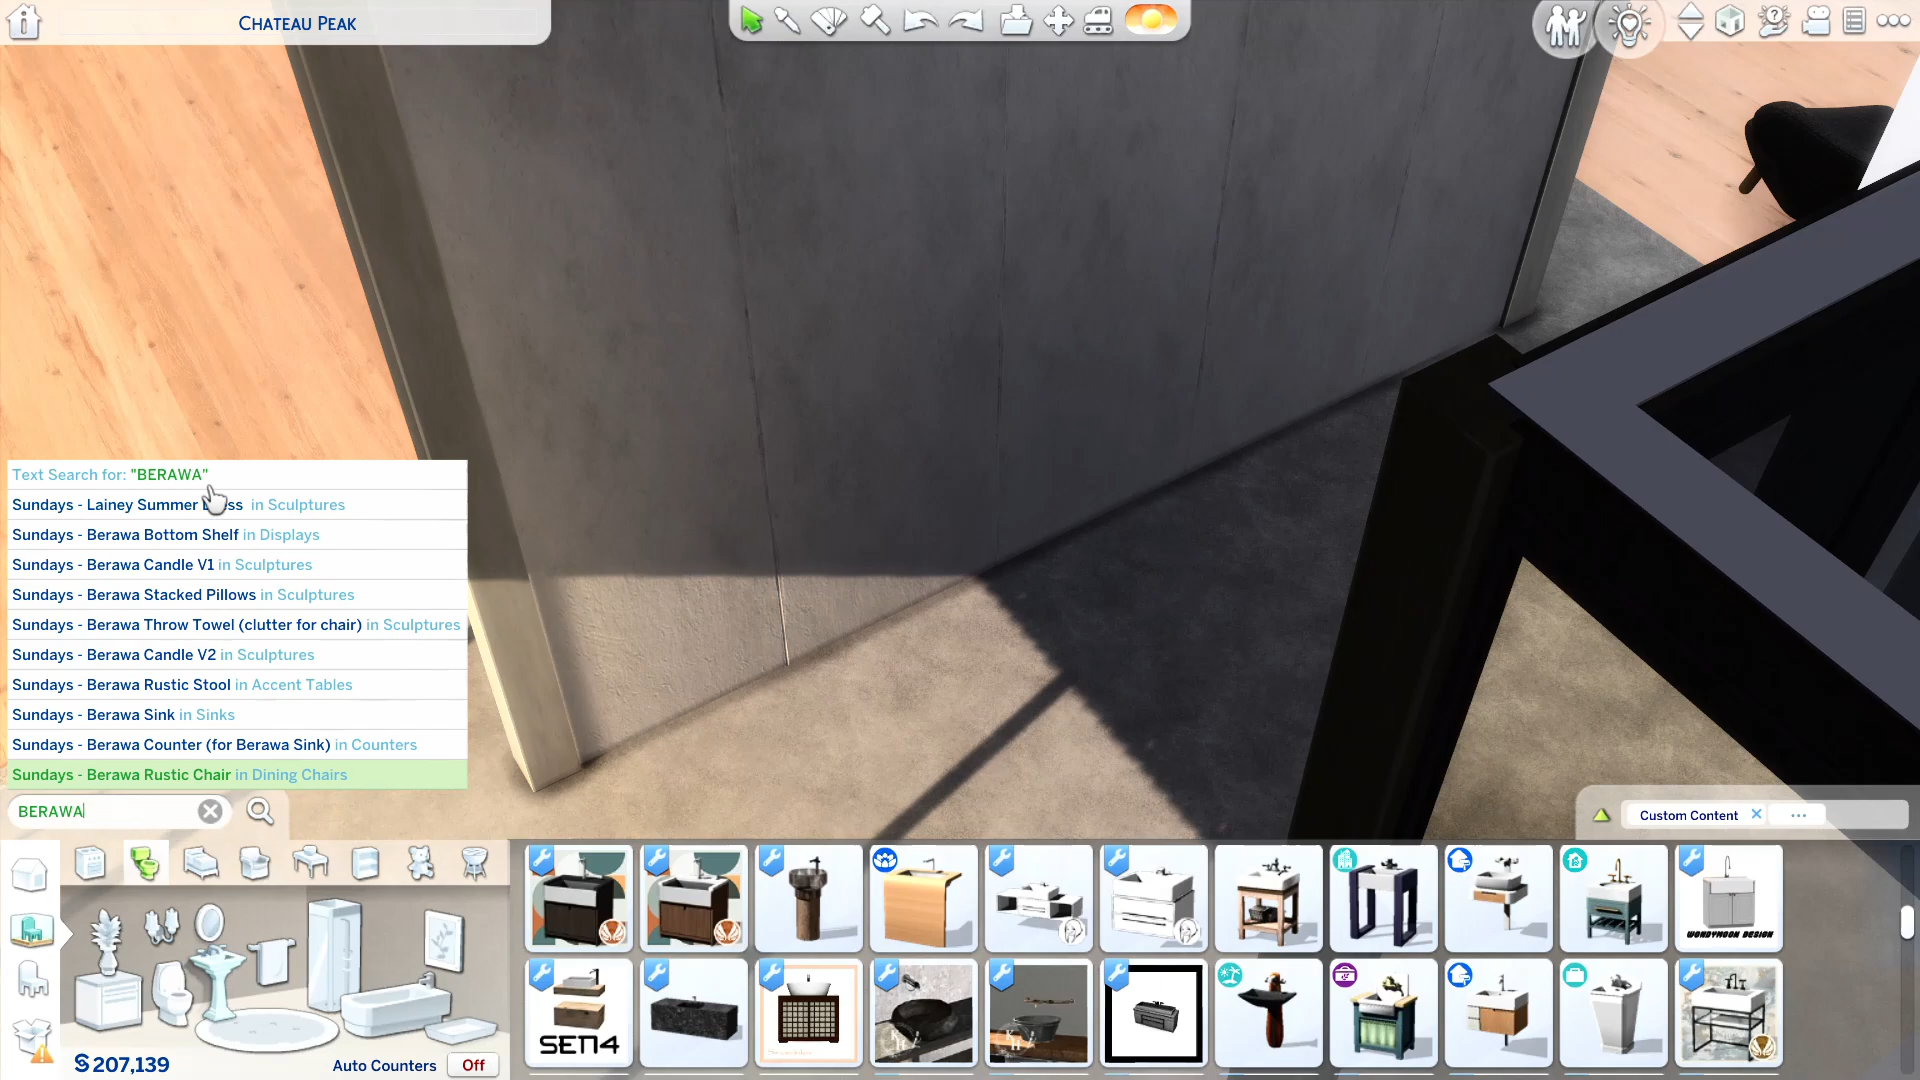 CHATEAU PEAK
Text Search for: "BERAWA"
Sundays - Lainey Summer in Sculptures
Sundays - Berawa Bottom Shelf in Displays
Sundays - Berawa Candle V1 in Sculptures
Sundays - Berawa Stacked Pillows in Sculptures
Sundays - Berawa Throw Towel (clutter for chair) in Sculptures
Sundays - Berawa Candle V2 in Sculptures
Sundays - Berawa Rustic Stool in Accent Tables
Sundays - Berawa Sink in Sinks
Sundays - Berawa Counter (for Berawa Sink) in Counters
Sundays - Berawa Rustic Chair in Dining Chairs
BERAWA
Custom Content
WONDYMOON DESIGN
§207,139
Auto Counters Off